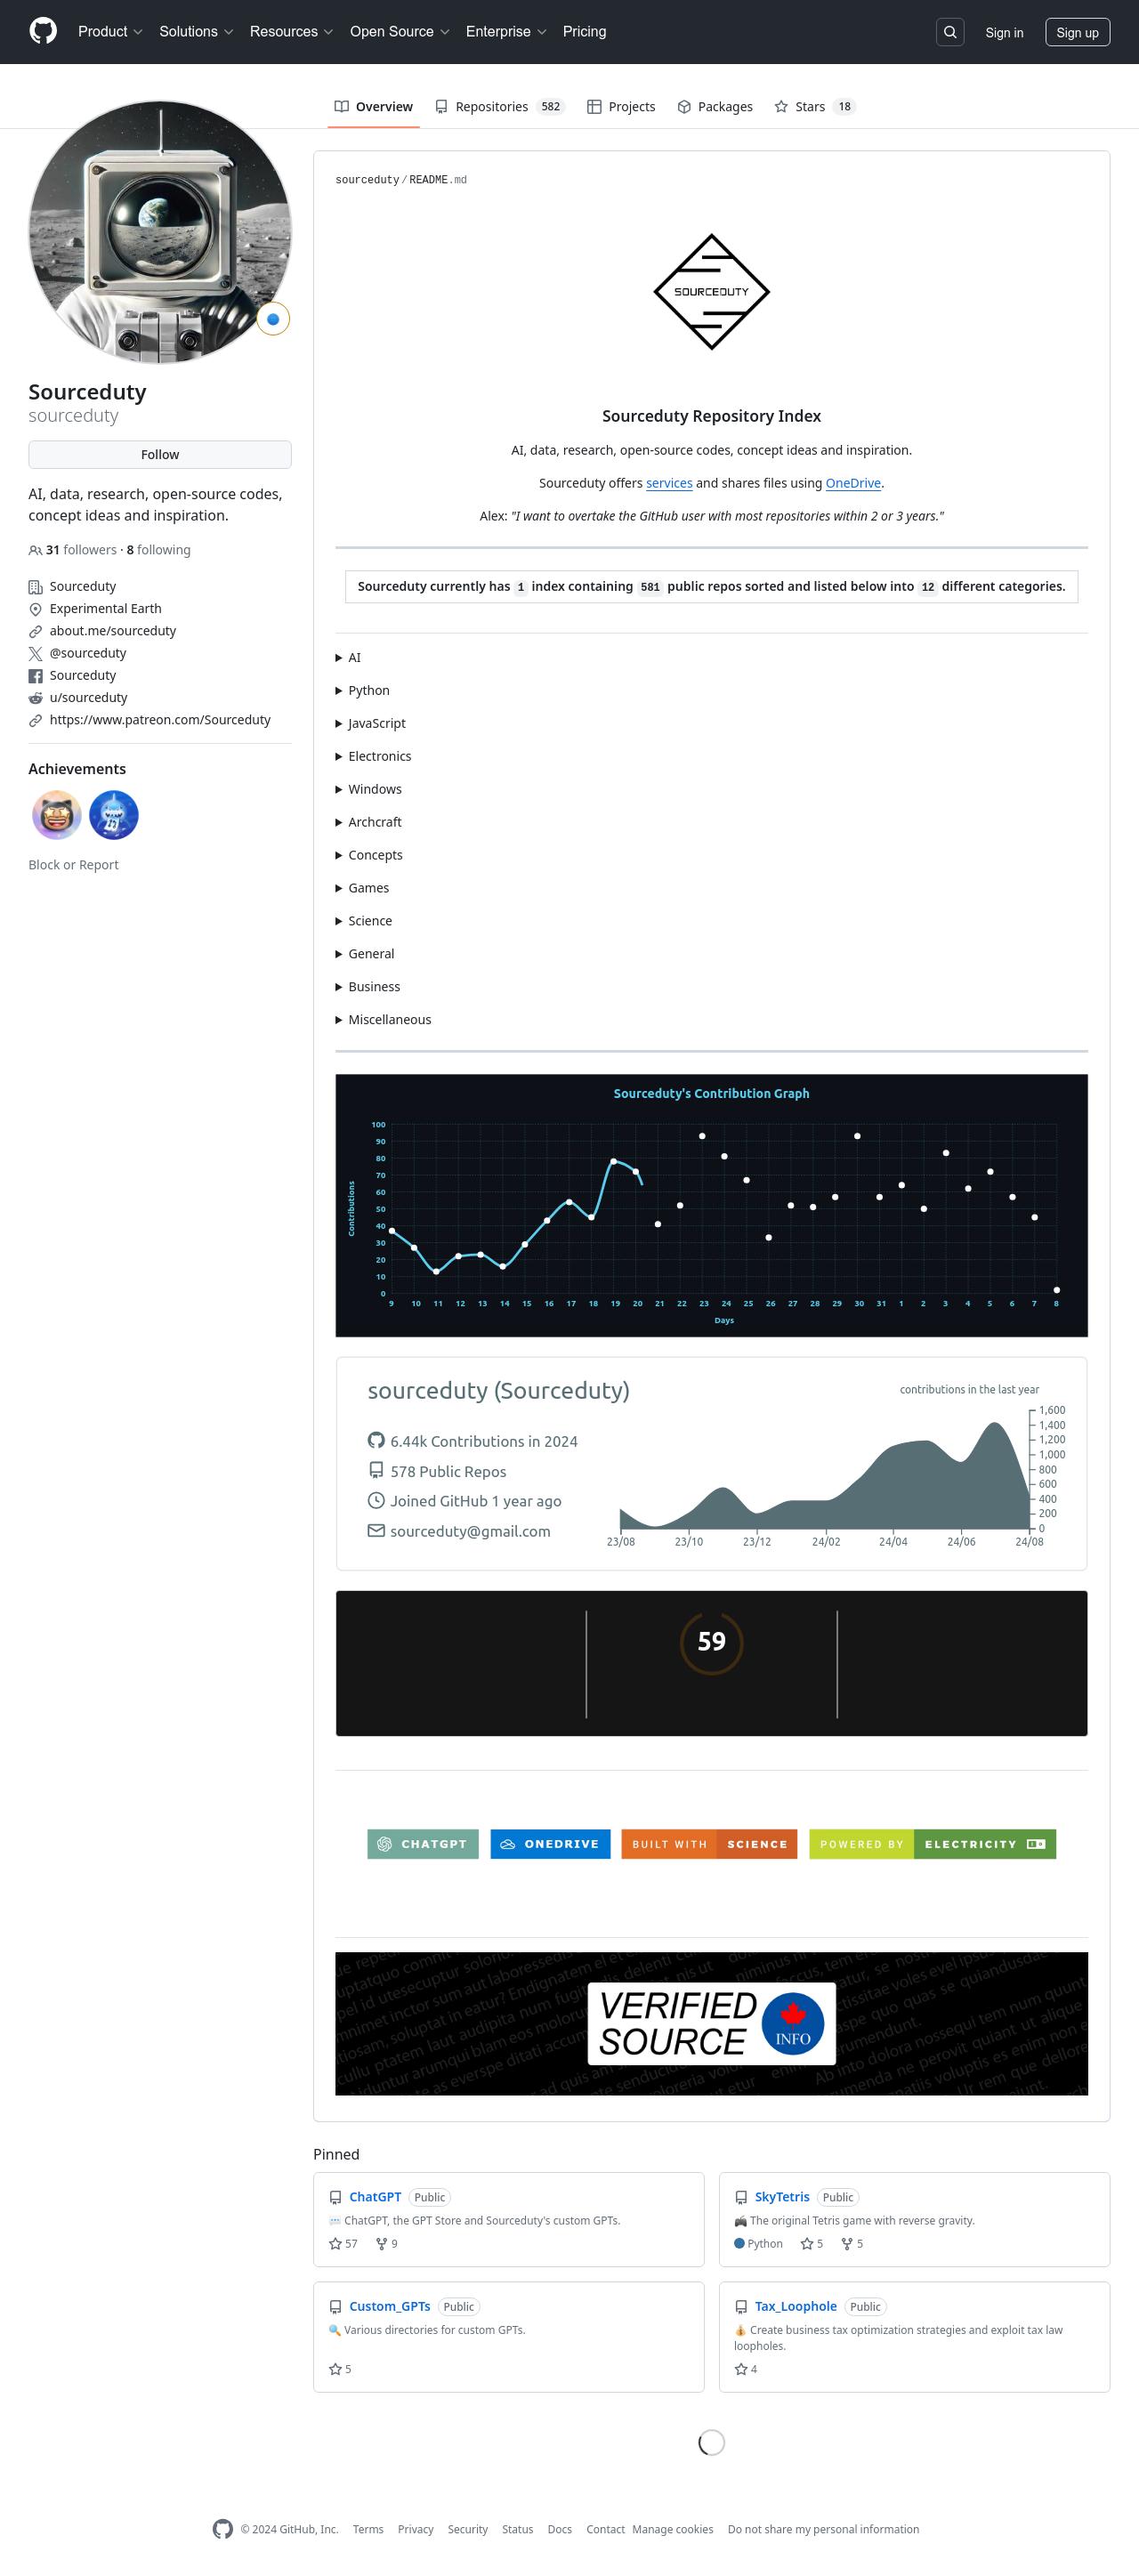 Product Solutions Resources Open Source Enterprise Pricing Sign in Sign up
Overview Repositories 582 Projects Packages Stars 18
Sourceduty
sourceduty
Follow
AI, data, research, open-source codes,
concept ideas and inspiration.
31 followers · 8 following
Sourceduty
Experimental Earth
about.me/sourceduty
@sourceduty
Sourceduty
u/sourceduty
https://www.patreon.com/Sourceduty
Achievements
Block or Report
sourceduty / README.md
SOURCEDUTY
Sourceduty Repository Index
AI, data, research, open-source codes, concept ideas and inspiration.
Sourceduty offers services and shares files using OneDrive.
Alex: "I want to overtake the GitHub user with most repositories within 2 or 3 years."
Sourceduty currently has 1 index containing 581 public repos sorted and listed below into 12 different categories.
AI
Python
JavaScript
Electronics
Windows
Archcraft
Concepts
Games
Science
General
Business
Miscellaneous
Sourceduty's Contribution Graph
100
90
80
70
60
50
40
30
20
10
0
Contributions
9 10 11 12 13 14 15 16 17 18 19 20 21 22 23 24 25 26 27 28 29 30 31 1 2 3 4 5 6 7 8
Days
sourceduty (Sourceduty)
6.44k Contributions in 2024
578 Public Repos
Joined GitHub 1 year ago
sourceduty@gmail.com
contributions in the last year
1,600
1,400
1,200
1,000
800
600
400
200
0
23/08 23/10 23/12 24/02 24/04 24/06 24/08
59
CHATGPT ONEDRIVE BUILT WITH SCIENCE POWERED BY ELECTRICITY
VERIFIED
SOURCE
INFO
Pinned
ChatGPT Public
ChatGPT, the GPT Store and Sourceduty's custom GPTs.
57 9
SkyTetris Public
The original Tetris game with reverse gravity.
Python 5 5
Custom_GPTs Public
Various directories for custom GPTs.
5
Tax_Loophole Public
Create business tax optimization strategies and exploit tax law
loopholes.
4
© 2024 GitHub, Inc. Terms Privacy Security Status Docs Contact Manage cookies Do not share my personal information